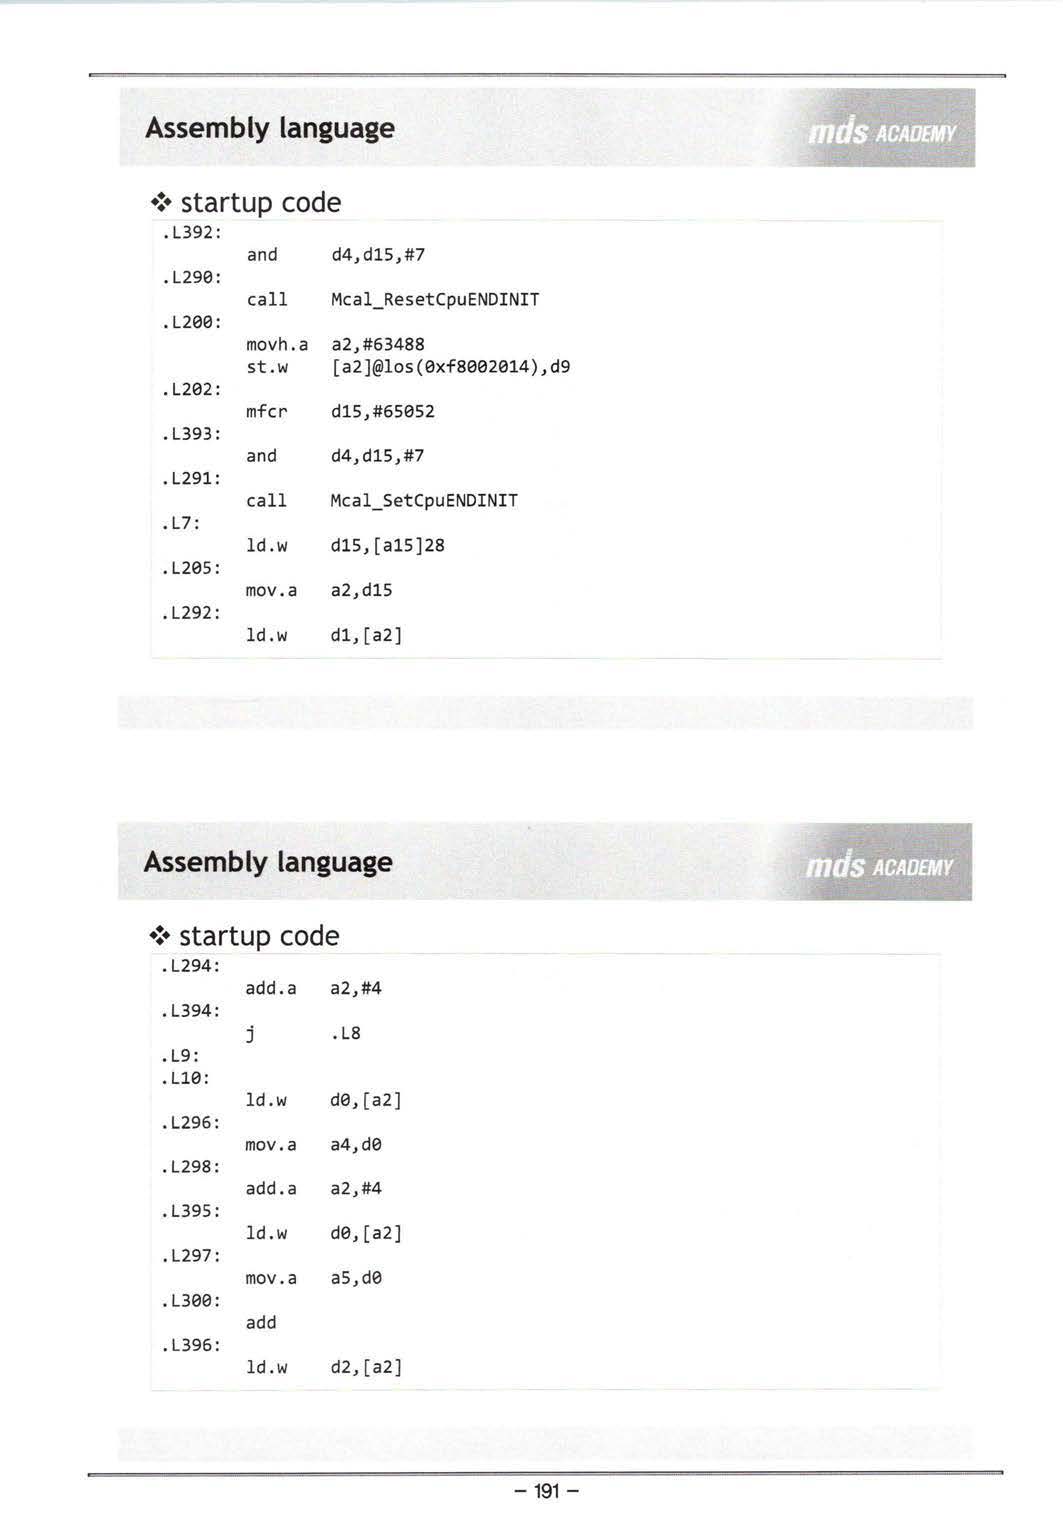 Assembly language
mds ACADEMY
startup code
.L392:
and d4,d15,#7
.L290:
call Mcal_ResetCpuENDINIT
.L200:
movh.a a2,#63488
st.w [a2]@los(0xf8002014),d9
.L202:
mfcr d15,#65052
.L393:
and d4,d15,#7
.L291:
call Mcal_SetCpuENDINIT
.L7:
ld.w d15,[a15]28
.L205:
mov.a a2,d15
.L292:
ld.w d1,[a2]
Assembly language
mds ACADEMY
startup code
.L294:
add.a a2,#4
.L394:
j .L8
.L9:
.L10:
ld.w d0,[a2]
.L296:
mov.a a4,d0
.L298:
add.a a2,#4
.L395:
ld.w d0,[a2]
.L297:
mov.a a5,d0
.L300:
add
.L396:
ld.w d2,[a2]
– 191 –